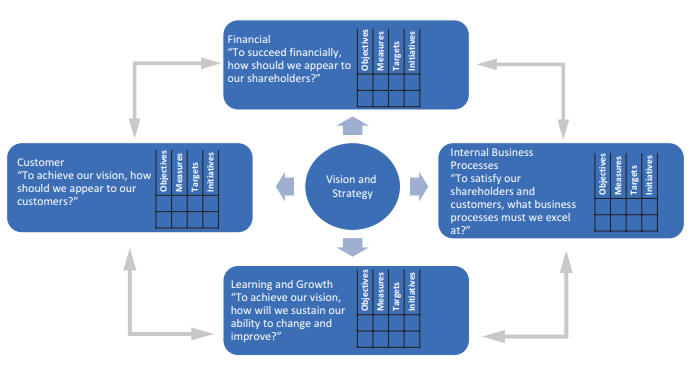 Financial
“To succeed financially,
how should we appear to
our shareholders?”
Objectives
Measures
Targets
Initiatives
Customer
“To achieve our vision, how
should we appear to our
customers?”
Objectives
Measures
Targets
Initiatives
Vision and
Strategy
Internal Business
Processes
“To satisfy our
shareholders and
customers, what business
processes must we excel
at?”
Objectives
Measures
Targets
Initiatives
Learning and Growth
“To achieve our vision,
how will we sustain our
ability to change and
improve?”
Objectives
Measures
Targets
Initiatives